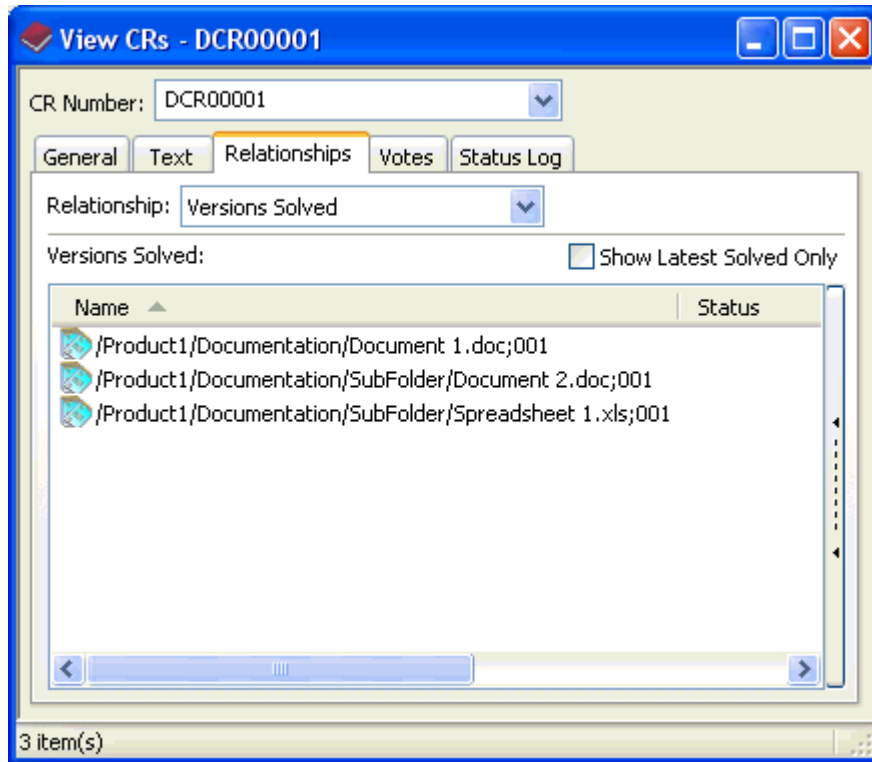 View CRs - DCR00001
CR Number: DCR00001
General Text Relationships Votes Status Log
Relationship: Versions Solved
Versions Solved: Show Latest Solved Only
Name Status
/Product1/Documentation/Document 1.doc;001
/Product1/Documentation/SubFolder/Document 2.doc;001
/Product1/Documentation/SubFolder/Spreadsheet 1.xls;001
3 item(s)